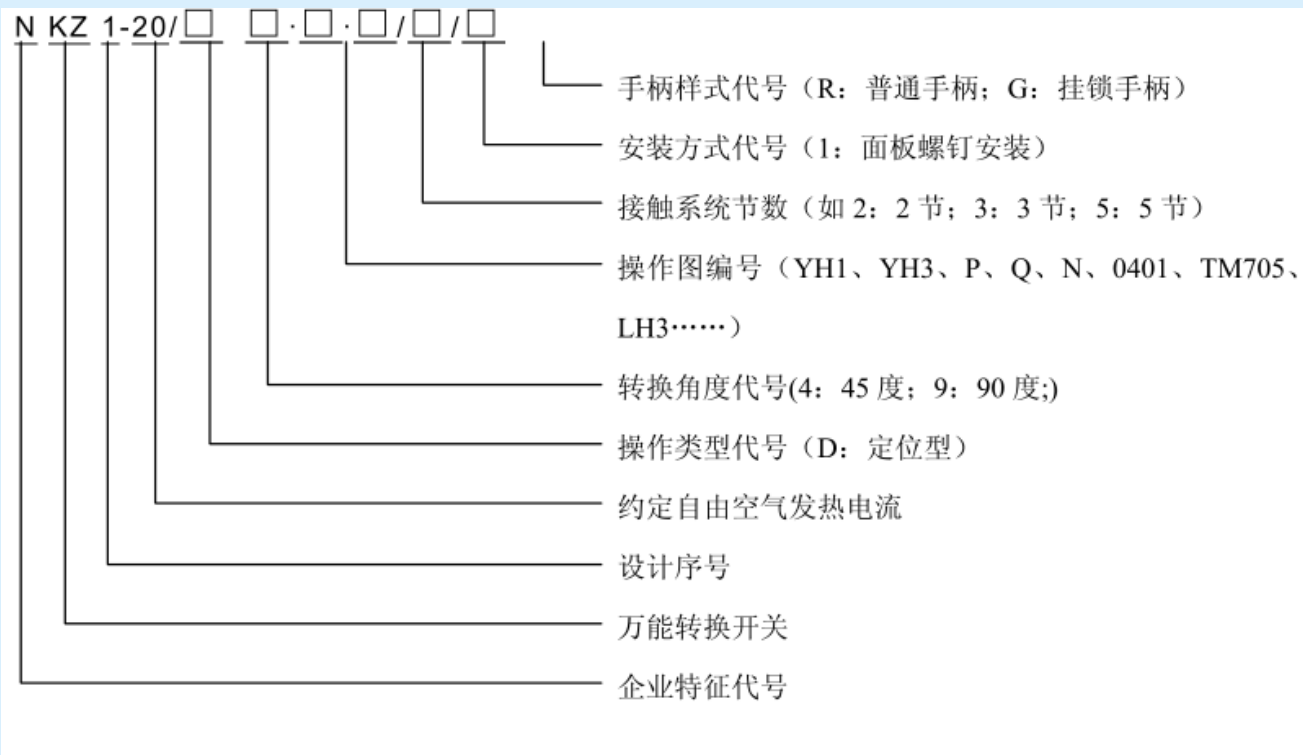 N KZ 1-20/□ □·□·□/□/□
手柄样式代号（R：普通手柄；G：挂锁手柄）
安装方式代号（1：面板螺钉安装）
接触系统节数（如 2：2 节；3：3 节；5：5 节）
操作图编号（YH1、YH3、P、Q、N、0401、TM705、
LH3……）
转换角度代号(4：45 度；9：90 度;)
操作类型代号（D：定位型）
约定自由空气发热电流
设计序号
万能转换开关
企业特征代号